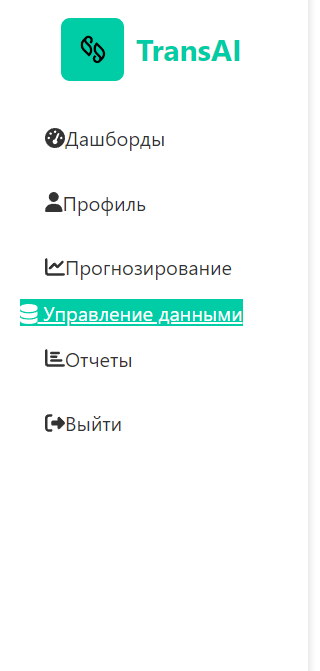 TransAI
Дашборды
Профиль
Прогнозирование
Управление данными
Отчеты
Выйти